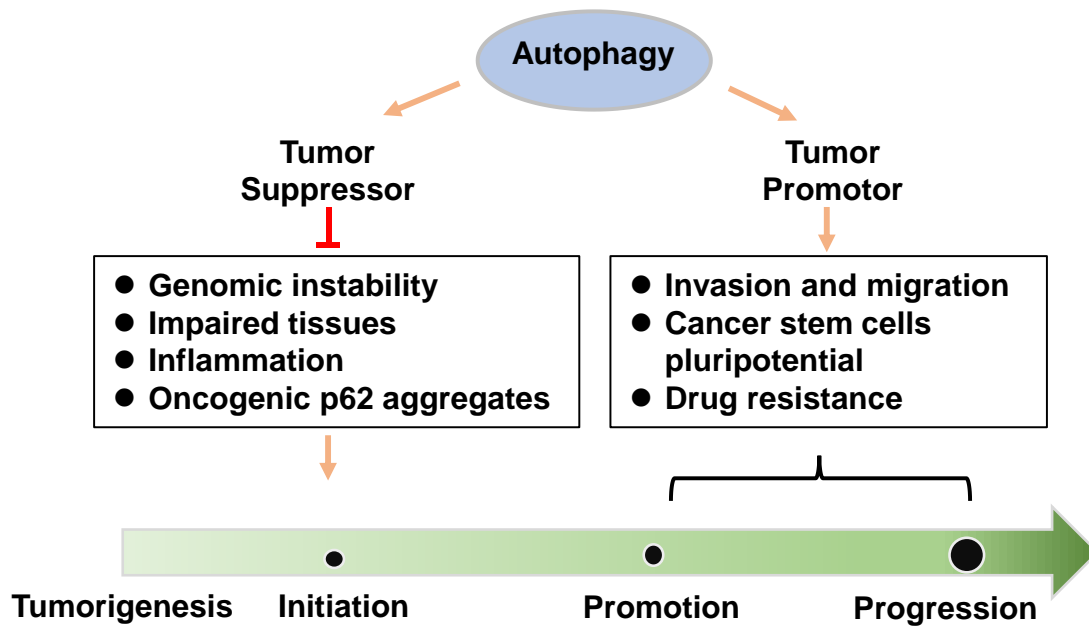 Autophagy
Tumor
Suppressor
Tumor
Promotor
● Genomic instability
● Impaired tissues
● Inflammation
● Oncogenic p62 aggregates
● Invasion and migration
● Cancer stem cells
pluripotential
● Drug resistance
Tumorigenesis
Initiation
Promotion
Progression